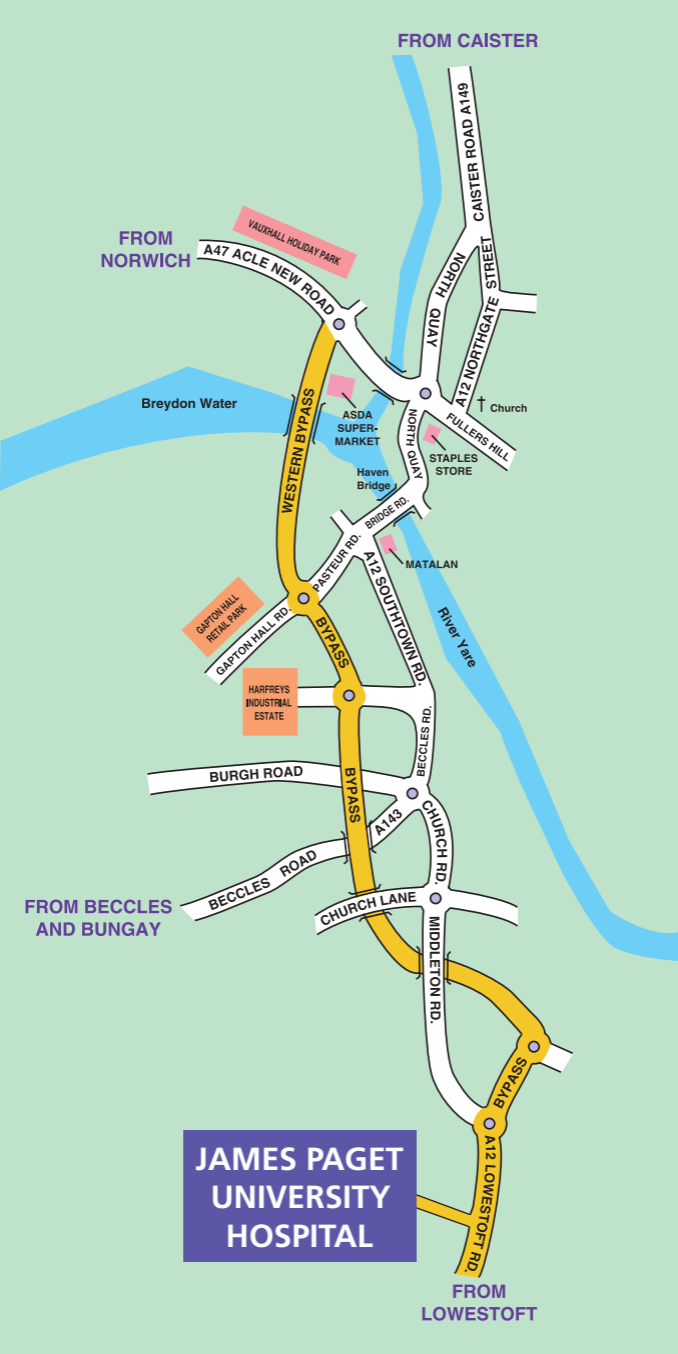 FROM CAISTER
CAISTER ROAD A149
VAUXHALL HOLIDAY PARK
FROM
NORWICH
A47 ACLE NEW ROAD
NORTH QUAY
A12 NORTHGATE STREET
Breydon Water
WESTERN BYPASS
ASDA
SUPER-
MARKET
Church
FULLERS HILL
NORTH QUAY
STAPLES
STORE
Haven
Bridge
BRIDGE RD.
PASTEUR RD.
MATALAN
A12 SOUTHTOWN RD.
River Yare
GAPTON HALL
RETAIL PARK
GAPTON HALL RD.
BYPASS
HARFREYS
INDUSTRIAL
ESTATE
BECCLES RD.
BURGH ROAD
BYPASS
A143
CHURCH RD.
BECCLES ROAD
FROM BECCLES
AND BUNGAY
CHURCH LANE
MIDDLETON RD.
BYPASS
JAMES PAGET
UNIVERSITY
HOSPITAL
A12 LOWESTOFT RD.
FROM
LOWESTOFT